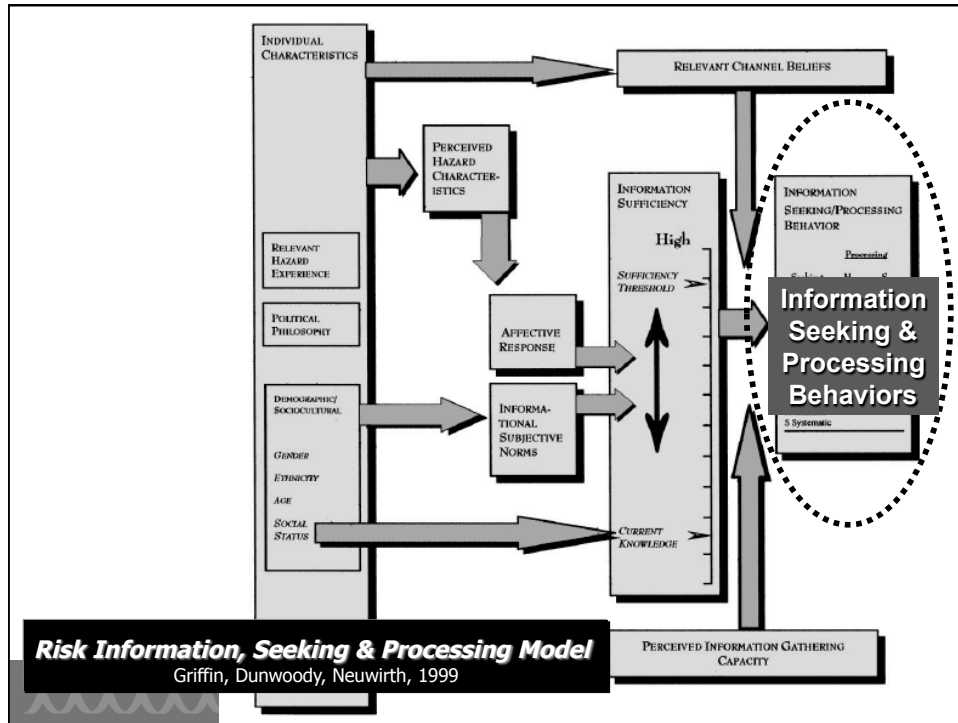 INDIVIDUAL
CHARACTERISTICS
RELEVANT
HAZARD
EXPERIENCE
POLITICAL
PHILOSOPHY
DEMOGRAPHIC/
SOCIOCULTURAL
GENDER
ETHNICITY
AGE
SOCIAL
STATUS
PERCEIVED
HAZARD
CHARACTER-
ISTICS
AFFECTIVE
RESPONSE
INFORMA-
TIONAL
SUBJECTIVE
NORMS
RELEVANT CHANNEL BELIEFS
INFORMATION
SUFFICIENCY
High
SUFFICIENCY
THRESHOLD
CURRENT
KNOWLEDGE
INFORMATION
SEEKING/PROCESSING
BEHAVIOR
Processing
Information
Seeking &
Processing
Behaviors
S Systematic
PERCEIVED INFORMATION GATHERING
CAPACITY
Risk Information, Seeking & Processing Model
Griffin, Dunwoody, Neuwirth, 1999